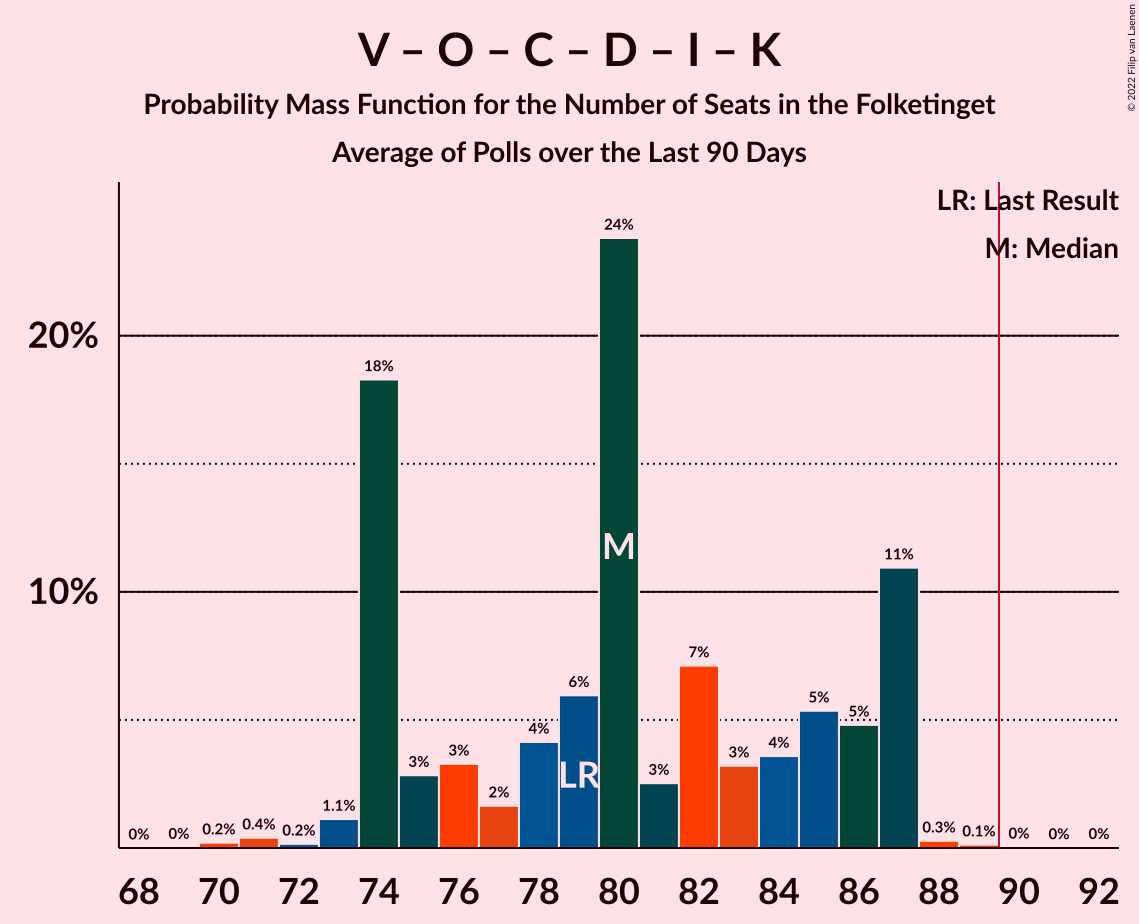 V – O – C – D – I – K
Probability Mass Function for the Number of Seats in the Folketinget
Average of Polls over the Last 90 Days
© 2022 Filip van Laenen
LR: Last Result
M: Median
20%
10%
0% 0% 0.2% 0.4% 0.2% 1.1% 18% 3% 3% 2% 4% 6% 24% 3% 7% 3% 4% 5% 5% 11% 0.3% 0.1% 0% 0% 0%
M
LR
68 70 72 74 76 78 80 82 84 86 88 90 92